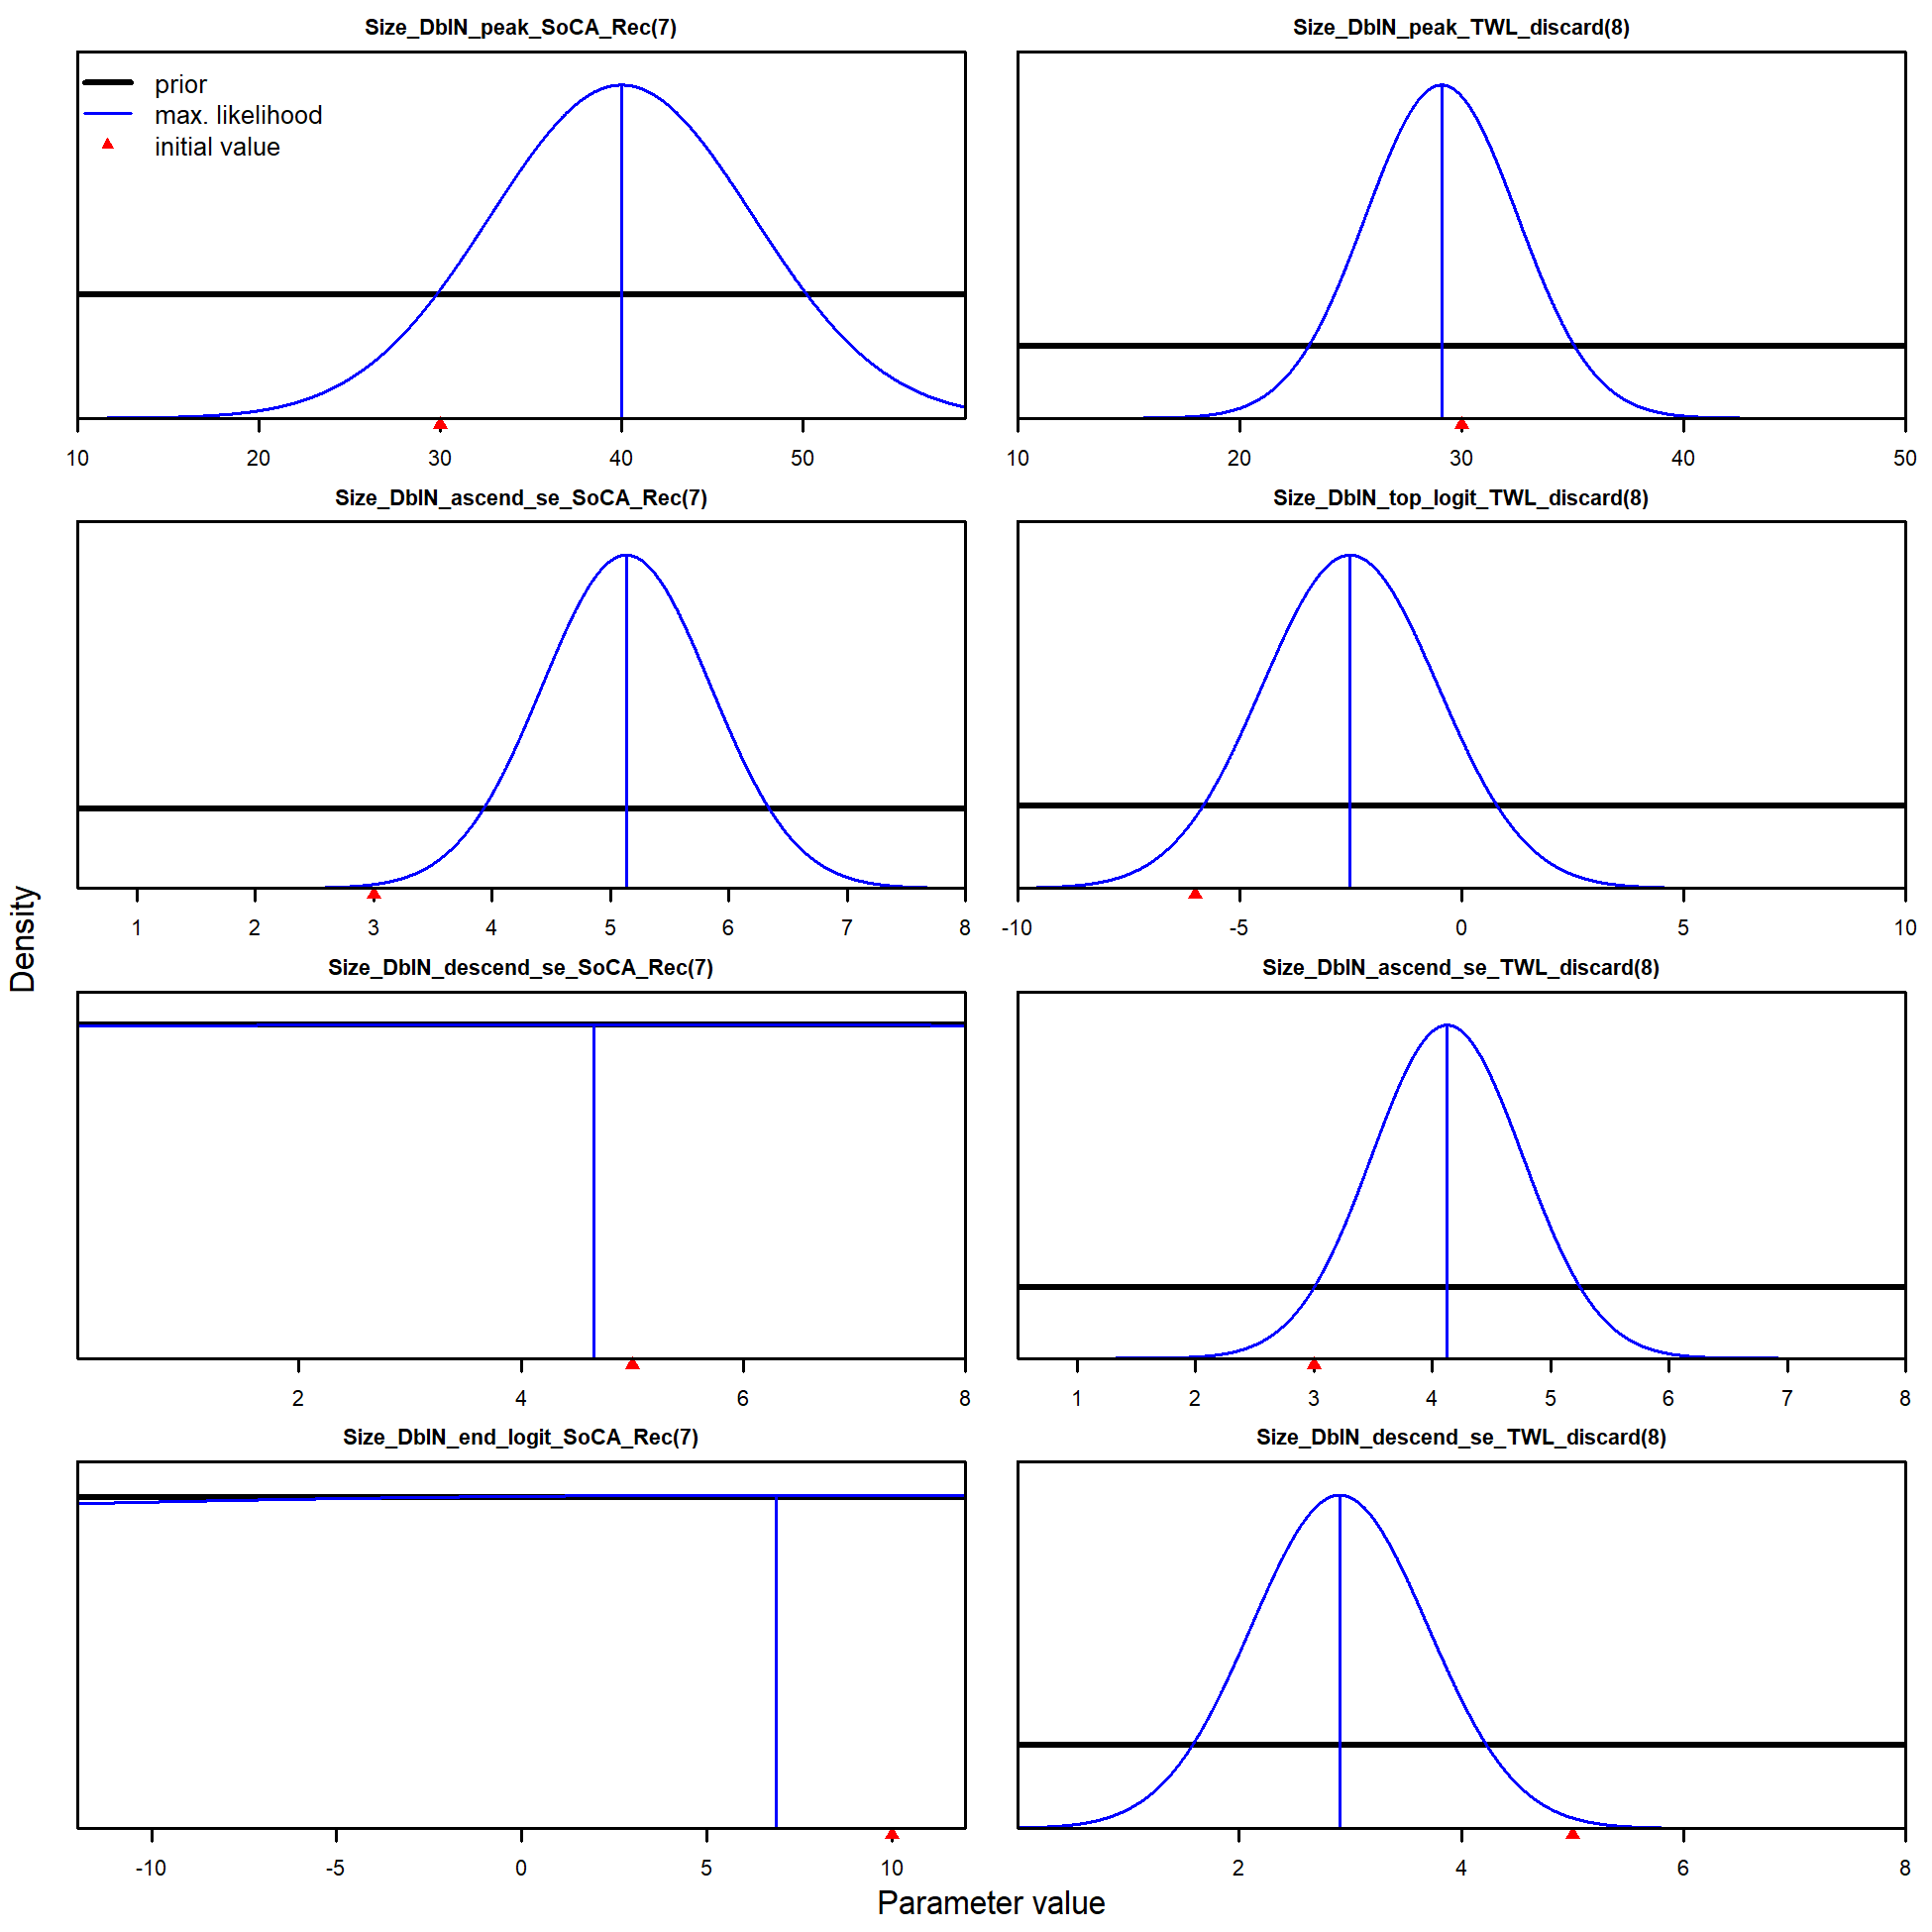 Size_DblN_peak_SoCA_Rec(7)
prior
max. likelihood
initial value
10 20 30 40 50
Size_DblN_peak_TWL_discard(8)
10 20 30 40 50
Size_DblN_ascend_se_SoCA_Rec(7)
1 2 3 4 5 6 7 8
Size_DblN_top_logit_TWL_discard(8)
-10 -5 0 5 10
Size_DblN_descend_se_SoCA_Rec(7)
2 4 6 8
Size_DblN_ascend_se_TWL_discard(8)
1 2 3 4 5 6 7 8
Size_DblN_end_logit_SoCA_Rec(7)
-10 -5 0 5 10
Size_DblN_descend_se_TWL_discard(8)
2 4 6 8
Density
Parameter value